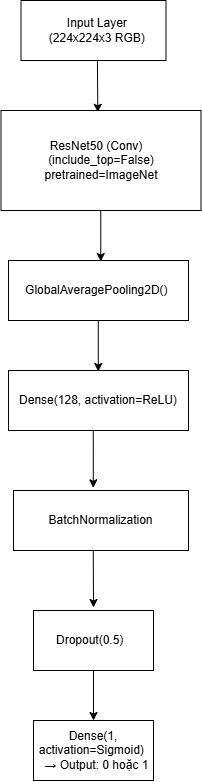 Input Layer
(224x224x3 RGB)
ResNet50 (Conv)
(include_top=False)
pretrained=ImageNet
GlobalAveragePooling2D()
Dense(128, activation=ReLU)
BatchNormalization
Dropout(0.5)
Dense(1,
activation=Sigmoid)
→ Output: 0 hoặc 1